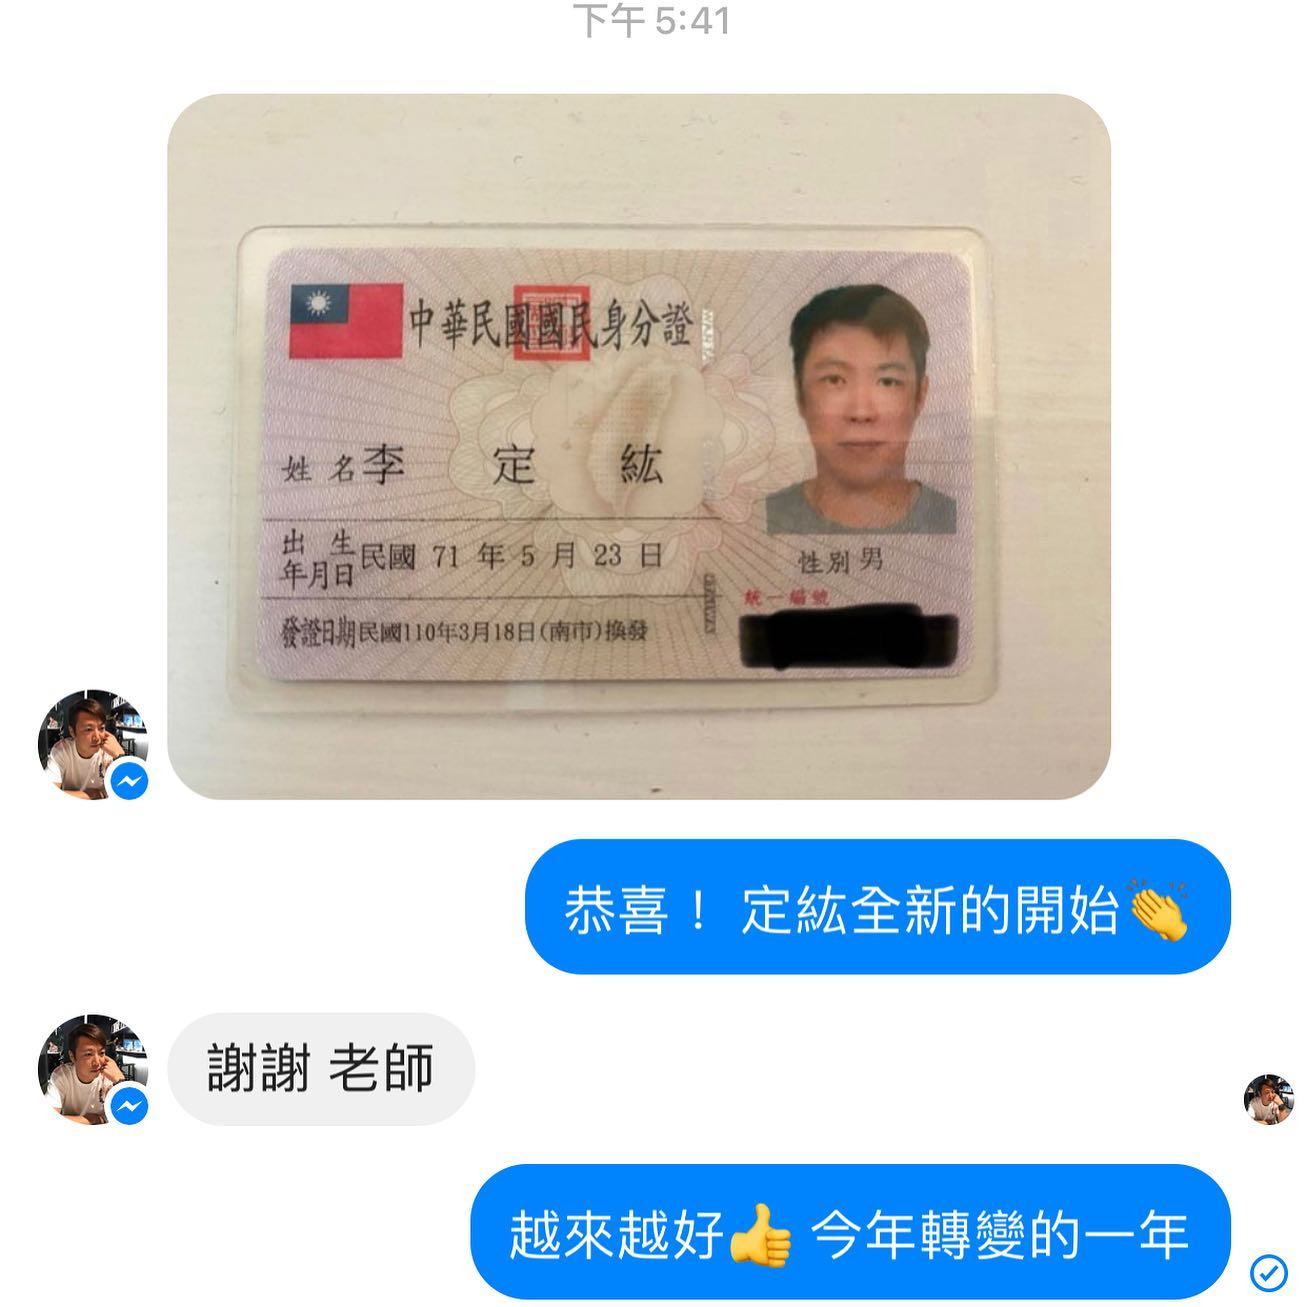 下午 5:41
中華民國國民身分證
姓 名 李 定 紘
出 生
年月日 民國 71 年 5 月 23 日
發證日期 民國110年3月18日(南市)換發
性別 男
統一編號
恭喜！ 定紘全新的開始👏
謝謝 老師
越來越好👍 今年轉變的一年